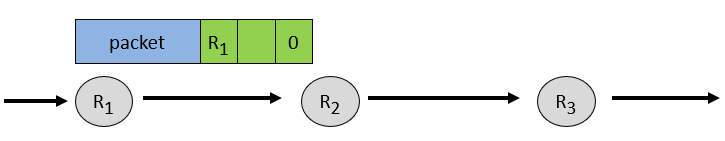 packet R₁ 0
R₁ R₂ R₃